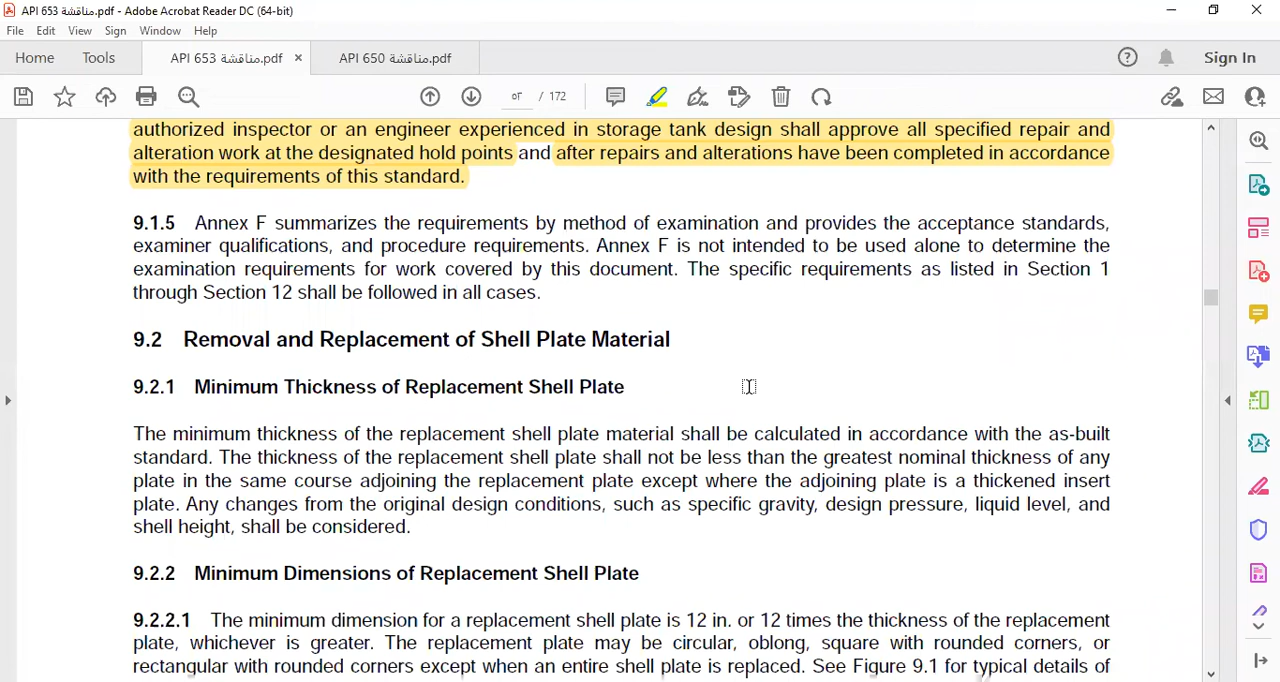 API 653 مناقشة.pdf - Adobe Acrobat Reader DC (64-bit)
File Edit View Sign Window Help
Home Tools API 653 مناقشة.pdf × API 650 مناقشة.pdf Sign In
٥٢ / 172
authorized inspector or an engineer experienced in storage tank design shall approve all specified repair and
alteration work at the designated hold points and after repairs and alterations have been completed in accordance
with the requirements of this standard.
9.1.5 Annex F summarizes the requirements by method of examination and provides the acceptance standards,
examiner qualifications, and procedure requirements. Annex F is not intended to be used alone to determine the
examination requirements for work covered by this document. The specific requirements as listed in Section 1
through Section 12 shall be followed in all cases.
9.2 Removal and Replacement of Shell Plate Material
9.2.1 Minimum Thickness of Replacement Shell Plate
The minimum thickness of the replacement shell plate material shall be calculated in accordance with the as-built
standard. The thickness of the replacement shell plate shall not be less than the greatest nominal thickness of any
plate in the same course adjoining the replacement plate except where the adjoining plate is a thickened insert
plate. Any changes from the original design conditions, such as specific gravity, design pressure, liquid level, and
shell height, shall be considered.
9.2.2 Minimum Dimensions of Replacement Shell Plate
9.2.2.1 The minimum dimension for a replacement shell plate is 12 in. or 12 times the thickness of the replacement
plate, whichever is greater. The replacement plate may be circular, oblong, square with rounded corners, or
rectangular with rounded corners except when an entire shell plate is replaced. See Figure 9.1 for typical details of